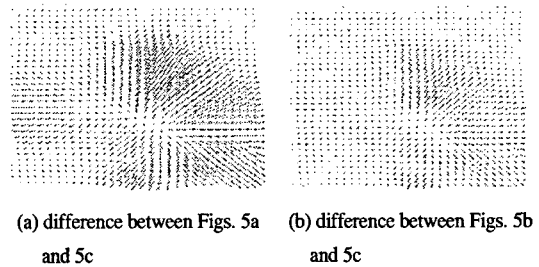 (a) difference between Figs. 5a
and 5c
(b) difference between Figs. 5b
and 5c